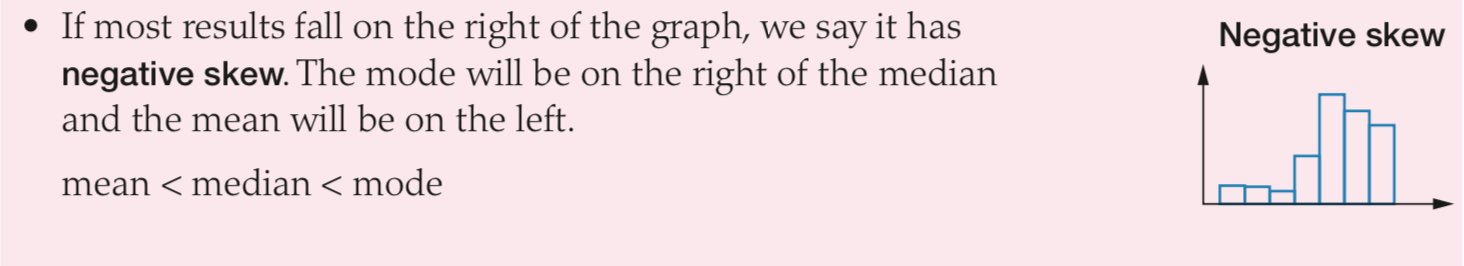 • If most results fall on the right of the graph, we say it has
negative skew. The mode will be on the right of the median
and the mean will be on the left.
mean < median < mode
Negative skew